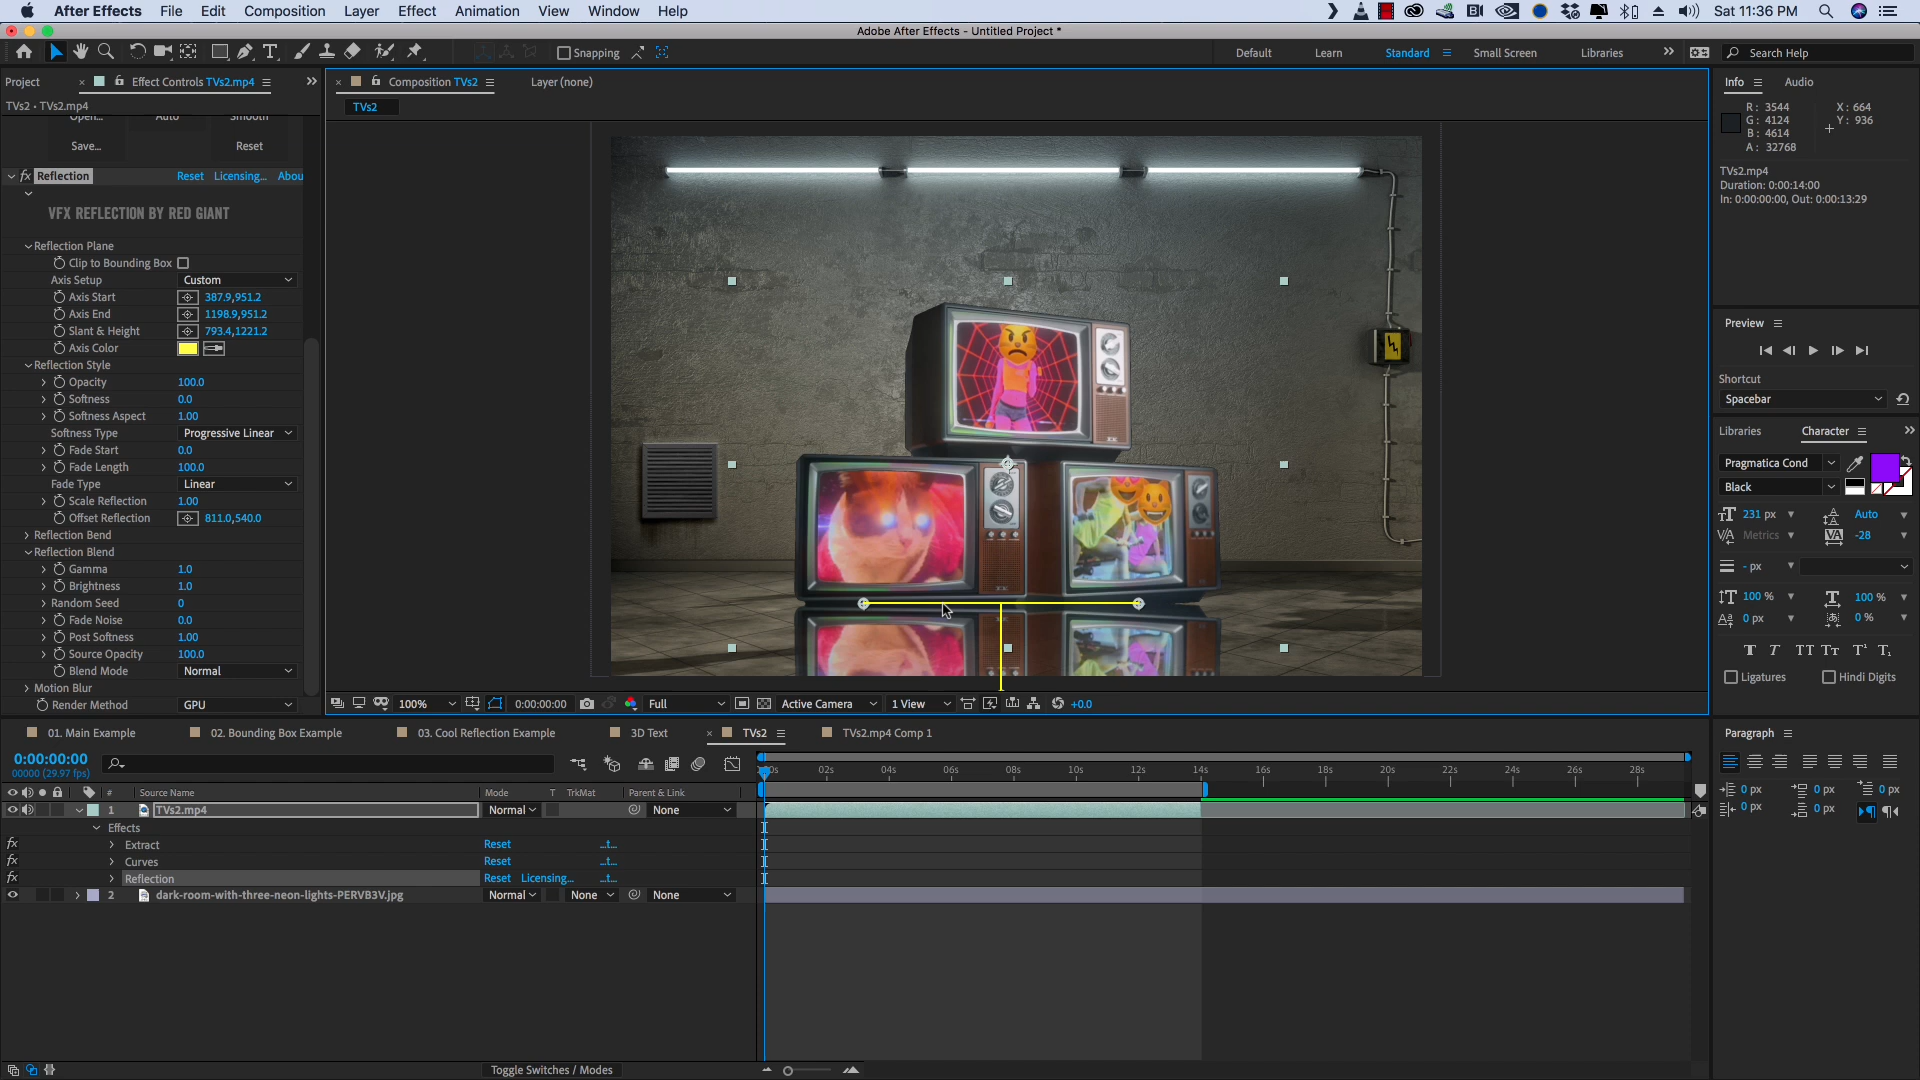 After Effects File Edit Composition Layer Effect Animation View Window Help
Sat 11:36 PM
Adobe After Effects - Untitled Project *
Snapping
Default Learn Standard Small Screen Libraries
Search Help
Project Effect Controls TVs2.mp4
TVs2 • TVs2.mp4
Open... Auto Smooth
Save... Reset
fx Reflection Reset Licensing... Abou
VFX REFLECTION BY RED GIANT
Reflection Plane
Clip to Bounding Box
Axis Setup Custom
Axis Start 387.9,951.2
Axis End 1198.9,951.2
Slant & Height 793.4,1221.2
Axis Color
Reflection Style
Opacity 100.0
Softness 0.0
Softness Aspect 1.00
Softness Type Progressive Linear
Fade Start 0.0
Fade Length 100.0
Fade Type Linear
Scale Reflection 1.00
Offset Reflection 811.0,540.0
Reflection Bend
Reflection Blend
Gamma 1.0
Brightness 1.0
Random Seed 0
Fade Noise 0.0
Post Softness 1.00
Source Opacity 100.0
Blend Mode Normal
Motion Blur
Render Method GPU
Composition TVs2 Layer (none)
TVs2
100% 0:00:00:00 Full Active Camera 1 View +0.0
Info Audio
R: 3544 X: 664
G: 4124 Y: 936
B: 4614
A: 32768
TVs2.mp4
Duration: 0:00:14:00
In: 0:00:00:00, Out: 0:00:13:29
Preview
Shortcut
Spacebar
Libraries Character
Pragmatica Cond
Black
231 px Auto
Metrics -28
- px
100 % 100 %
0 px 0 %
T T TT Tt T¹ T₁
Ligatures Hindi Digits
Paragraph
0 px 0 px 0 px
0 px 0 px
01. Main Example 02. Bounding Box Example 03. Cool Reflection Example 3D Text TVs2 TVs2.mp4 Comp 1
0:00:00:00
00000 (29.97 fps)
02s 04s 06s 08s 10s 12s 14s 16s 18s 20s 22s 24s 26s 28s
# Source Name Mode T TrkMat Parent & Link
1 TVs2.mp4 Normal None
Effects
fx Extract Reset ...t...
fx Curves Reset ...t...
fx Reflection Reset Licensing... ...t...
2 dark-room-with-three-neon-lights-PERVB3V.jpg Normal None None
Toggle Switches / Modes